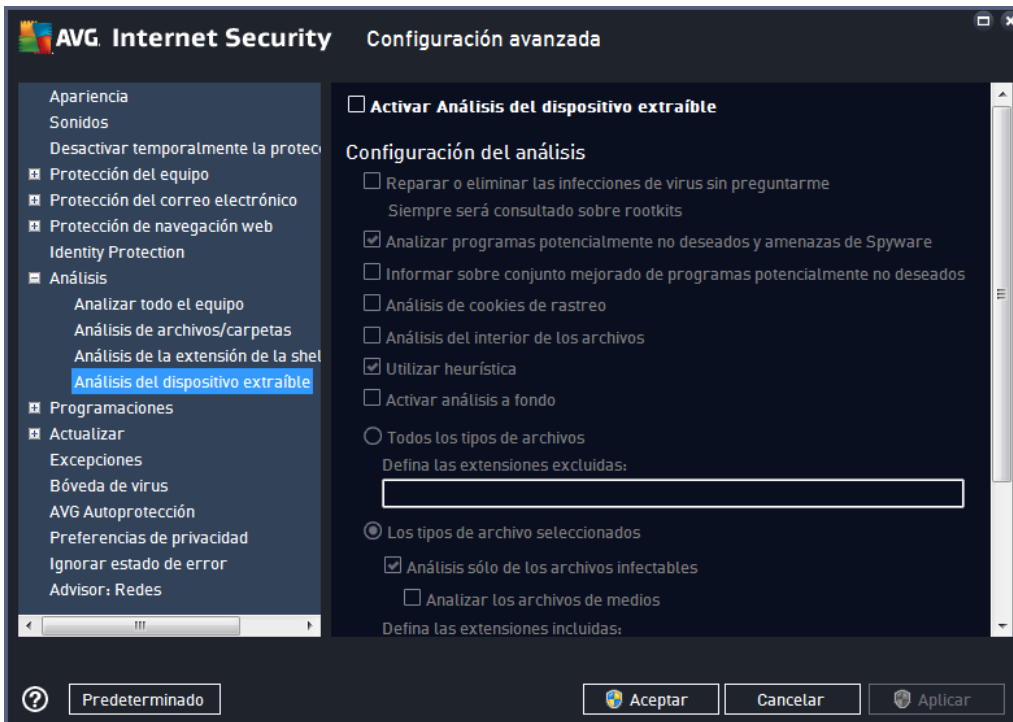 AVG. Internet Security Configuración avanzada
Apariencia
Sonidos
Desactivar temporalmente la protec
Protección del equipo
Protección del correo electrónico
Protección de navegación web
Identity Protection
Análisis
Analizar todo el equipo
Análisis de archivos/carpetas
Análisis de la extensión de la shel
Análisis del dispositivo extraíble
Programaciones
Actualizar
Excepciones
Bóveda de virus
AVG Autoprotección
Preferencias de privacidad
Ignorar estado de error
Advisor: Redes
Activar Análisis del dispositivo extraíble
Configuración del análisis
Reparar o eliminar las infecciones de virus sin preguntarme
Siempre será consultado sobre rootkits
Analizar programas potencialmente no deseados y amenazas de Spyware
Informar sobre conjunto mejorado de programas potencialmente no deseados
Análisis de cookies de rastreo
Análisis del interior de los archivos
Utilizar heurística
Activar análisis a fondo
Todos los tipos de archivos
Defina las extensiones excluidas:
Los tipos de archivo seleccionados
Análisis sólo de los archivos infectables
Analizar los archivos de medios
Defina las extensiones incluidas:
Predeterminado
Aceptar
Cancelar
Aplicar